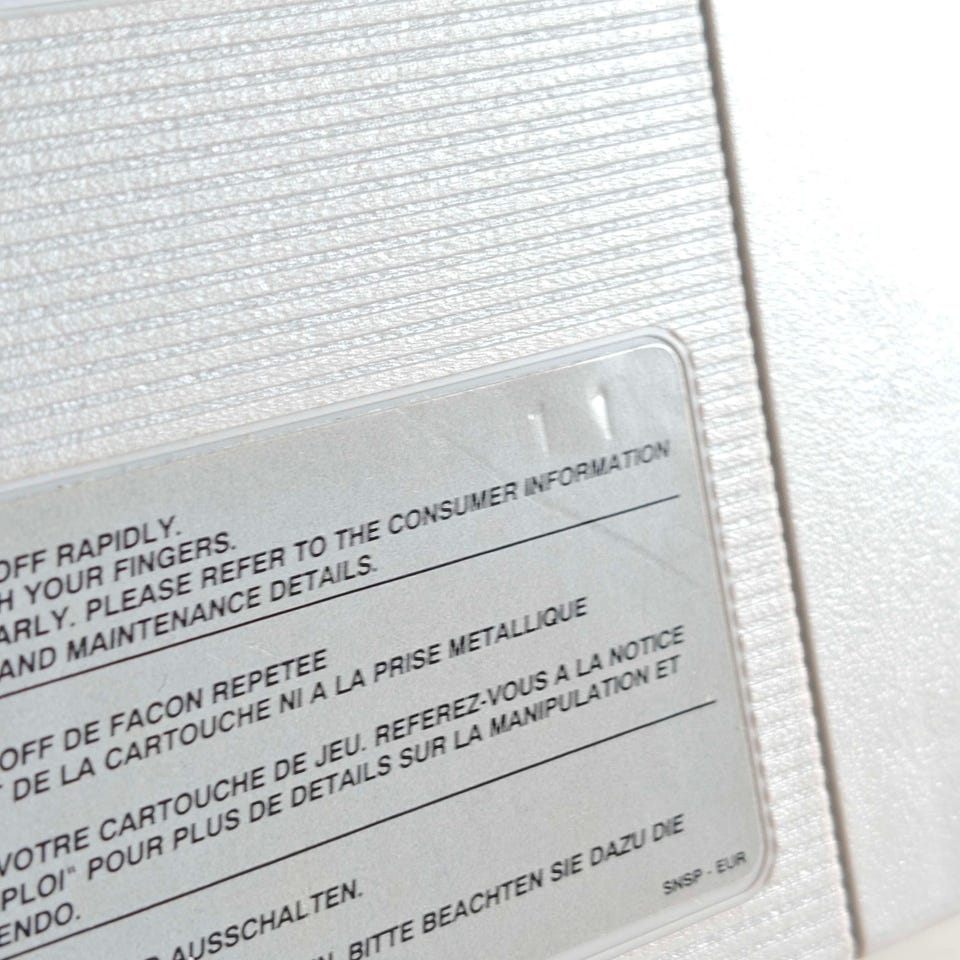 11
OFF RAPIDLY.
H YOUR FINGERS.
ARLY. PLEASE REFER TO THE CONSUMER INFORMATION
AND MAINTENANCE DETAILS.
OFF DE FACON REPETEE
DE LA CARTOUCHE NI A LA PRISE METALLIQUE
VOTRE CARTOUCHE DE JEU. REFEREZ-VOUS A LA NOTICE
PLOI" POUR PLUS DE DETAILS SUR LA MANIPULATION ET
ENDO.
AUSSCHALTEN.
BITTE BEACHTEN SIE DAZU DIE
SNSP - EUR